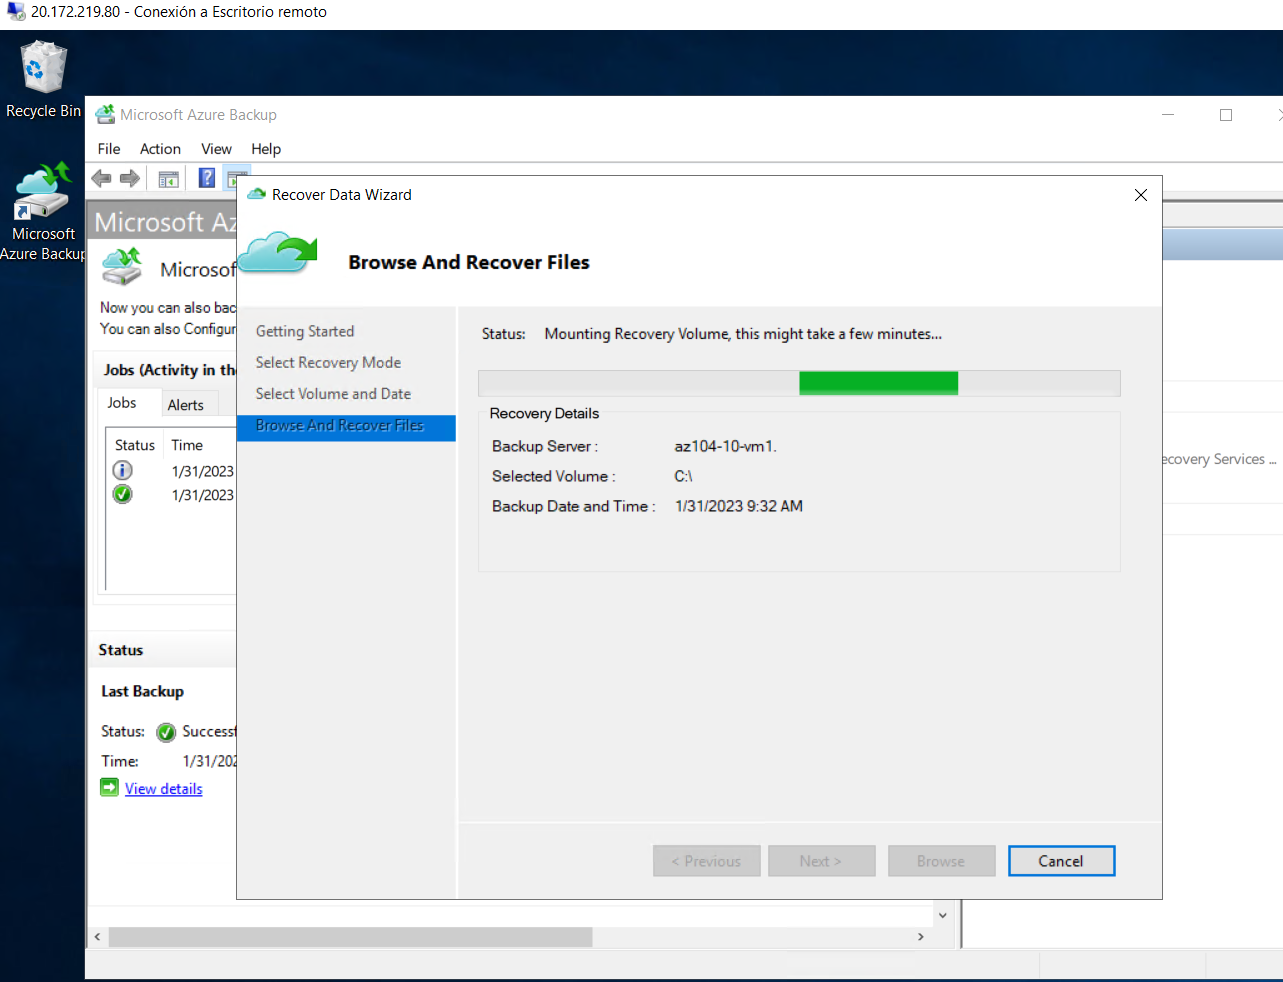 20.172.219.80 - Conexión a Escritorio remoto
Recycle Bin
Microsoft Azure Backup
Microsoft Azure Backup
File Action View Help
Microsoft Az
Microsof
Now you can also bac
You can also Configur
Jobs (Activity in the
Jobs Alerts
Status Time
1/31/2023
1/31/2023
Status
Last Backup
Status: Success
Time: 1/31/202
View details
Recover Data Wizard
Browse And Recover Files
Getting Started
Select Recovery Mode
Select Volume and Date
Browse And Recover Files
Status: Mounting Recovery Volume, this might take a few minutes...
Recovery Details
Backup Server : az104-10-vm1.
Selected Volume : C:\
Backup Date and Time : 1/31/2023 9:32 AM
< Previous Next > Browse Cancel
ecovery Services ...